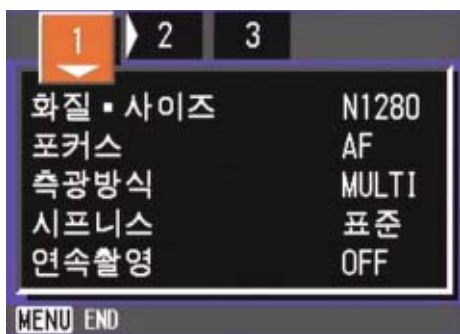 1 2 3
화질▪사이즈 N1280
포커스 AF
측광방식 MULTI
시프니스 표준
연속촬영 OFF
MENU END